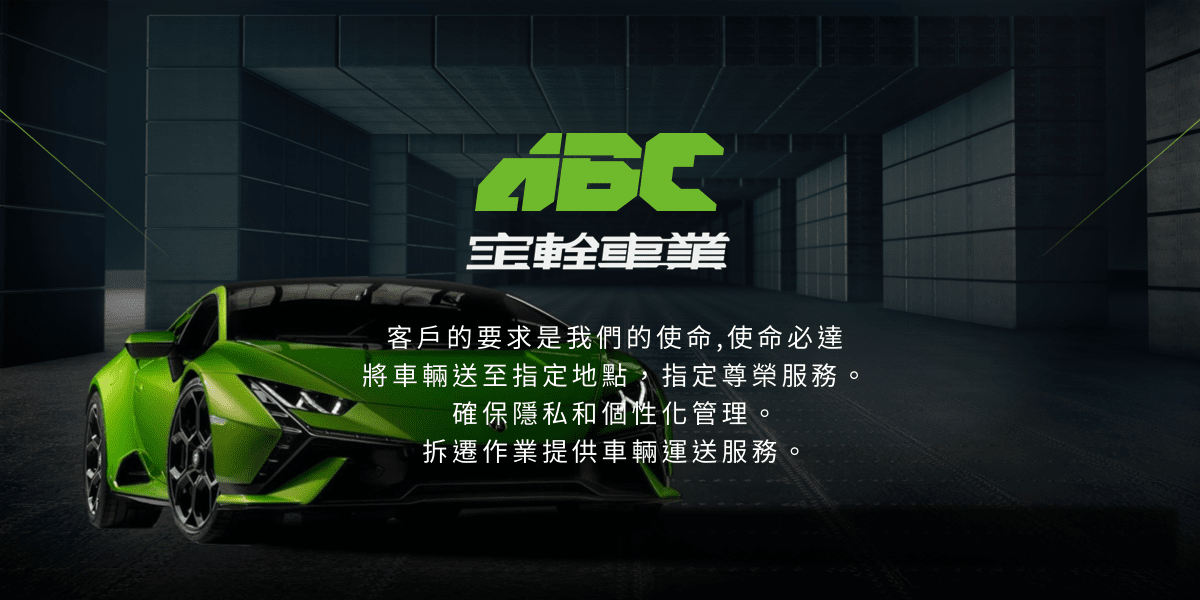 ABC
宝輇車業
客戶的要求是我們的使命,使命必達
將車輛送至指定地點，指定尊榮服務。
確保隱私和個性化管理。
拆遷作業提供車輛運送服務。